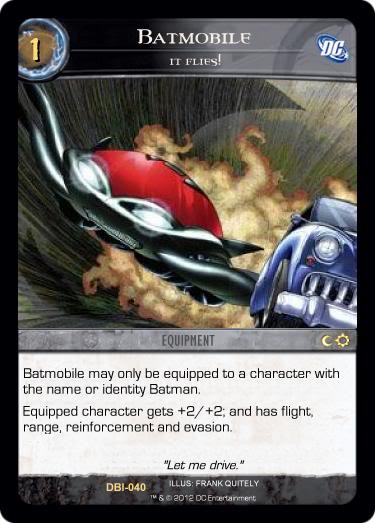 1
BATMOBILE
IT FLIES!
DC
EQUIPMENT
Batmobile may only be equipped to a character with
the name or identity Batman.
Equipped character gets +2/+2; and has flight,
range, reinforcement and evasion.
"Let me drive."
DBI-040
ILLUS: FRANK QUITELY
™ & © 2012 DC Entertainment